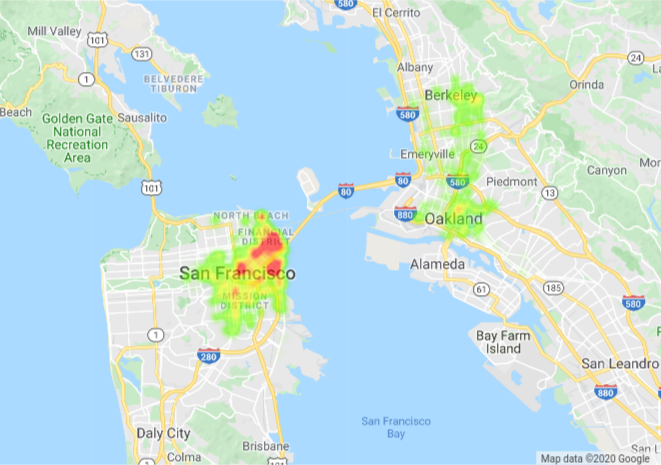 580
El Cerrito
Mill Valley
101
131
24
Albany
BELVEDERE
TIBURON
1
Orinda
Berkeley
Beach
Golden Gate
National
Recreation
Area
Sausalito
580
24
Emeryville
Canyon
101
80
80
580
Piedmont
13
880
Oakland
NORTH BEACH
FINANCIAL
DISTRICT
San Francisco
Alameda
61
185
MISSION
DISTRICT
580
1
280
Bay Farm
Island
San Leandro
880
San Francisco
Bay
Daly City
Brisbane
Colma
1
101
Map data ©2020 Google